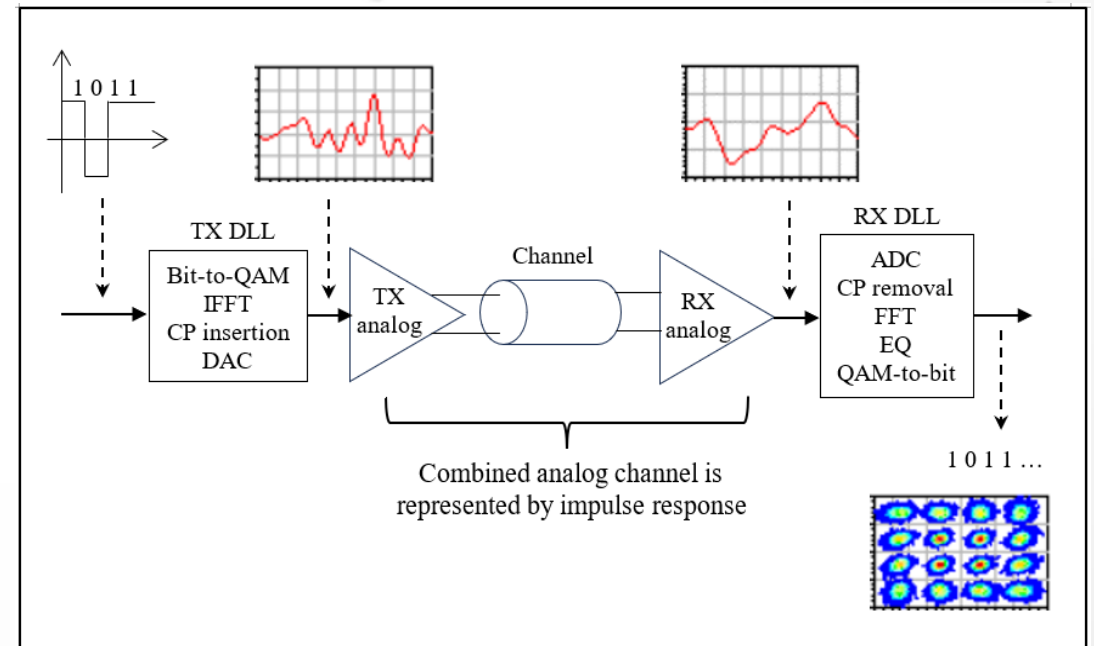 1 0 1 1
TX DLL
Bit-to-QAM
IFFT
CP insertion
DAC
TX
analog
Channel
RX
analog
RX DLL
ADC
CP removal
FFT
EQ
QAM-to-bit
Combined analog channel is
represented by impulse response
1 0 1 1 …